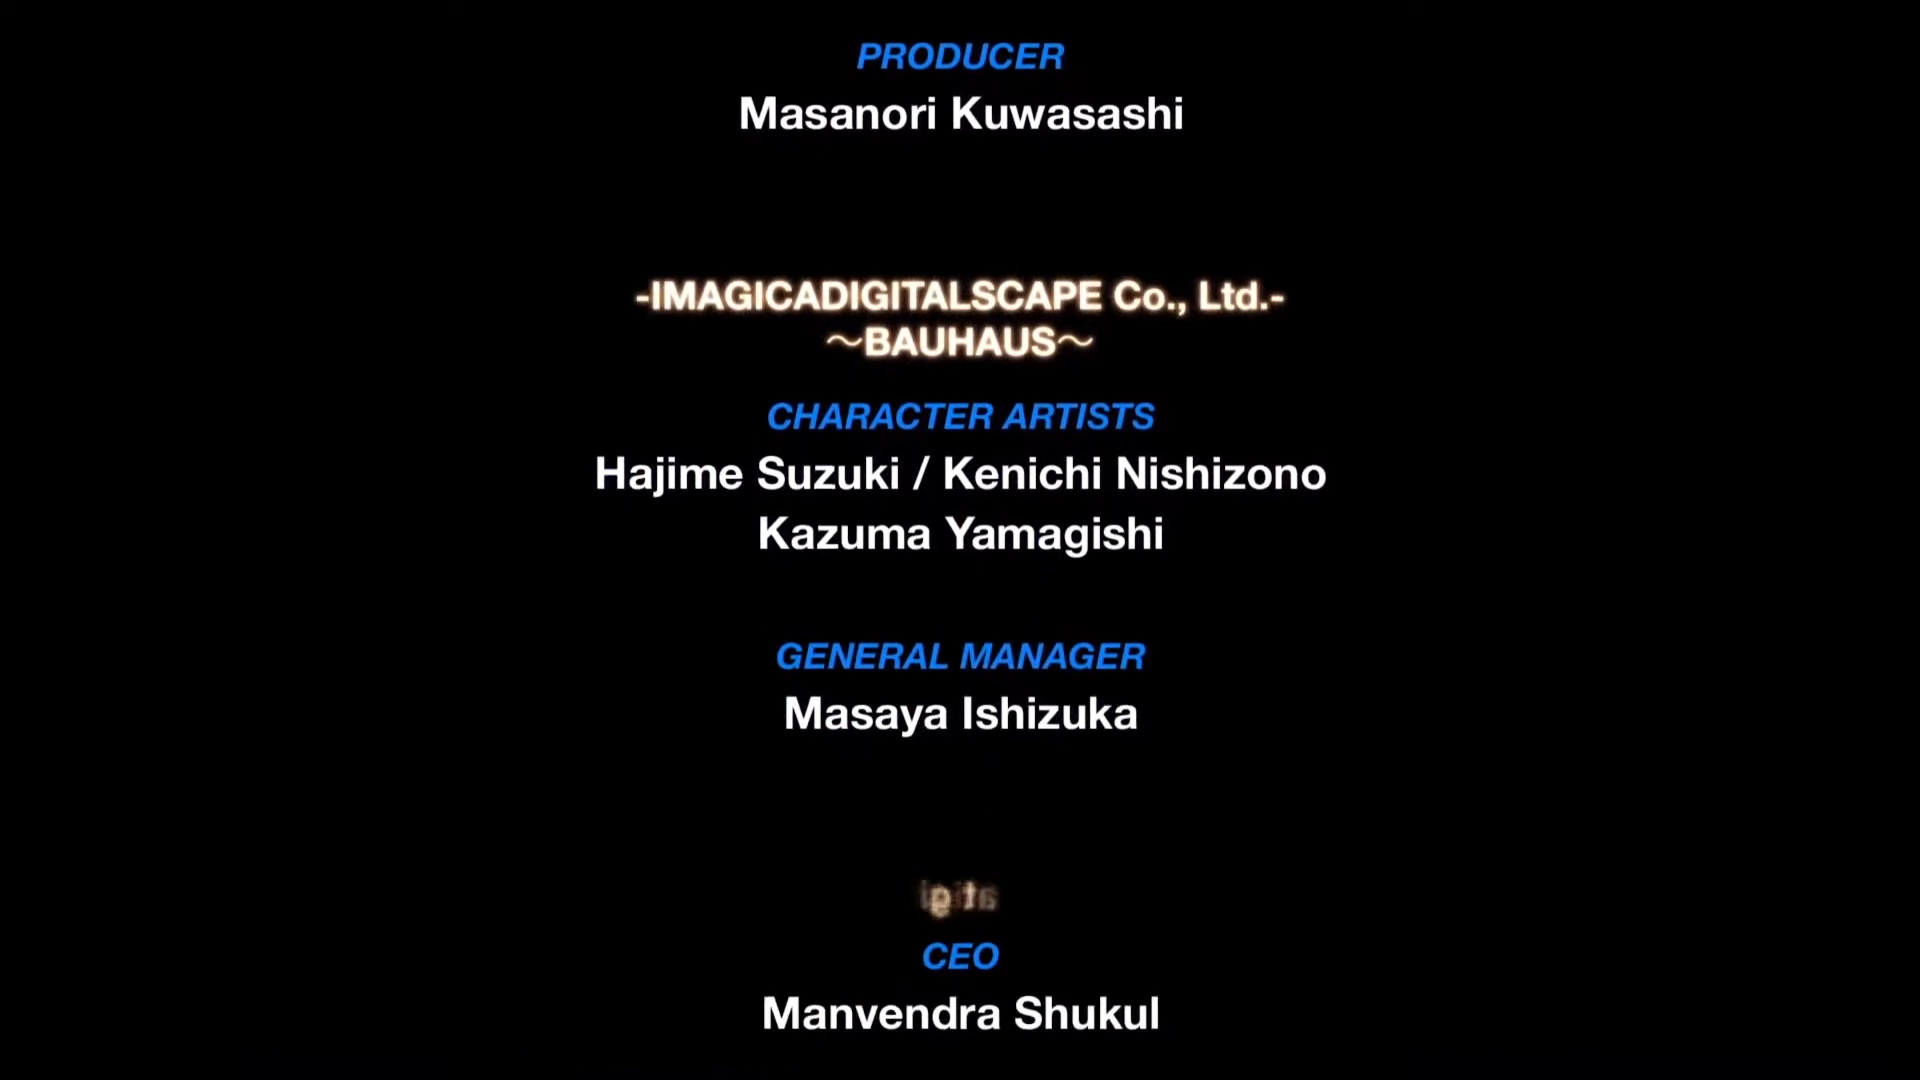 PRODUCER
Masanori Kuwasashi
-IMAGICADIGITALSCAPE Co., Ltd.-
～BAUHAUS～
CHARACTER ARTISTS
Hajime Suzuki / Kenichi Nishizono
Kazuma Yamagishi
GENERAL MANAGER
Masaya Ishizuka
CEO
Manvendra Shukul